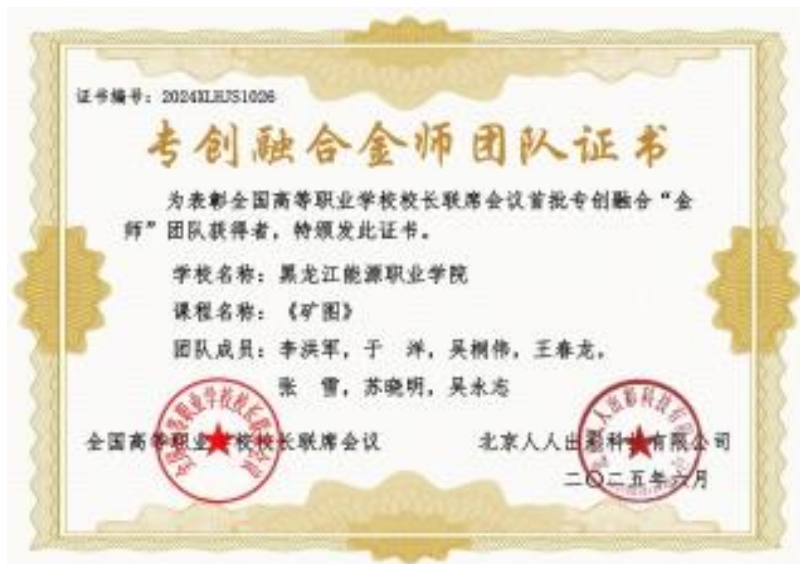 证书编号：2024XLHJS1026
专创融合金师团队证书
为表彰全国高等职业学校校长联席会议首批专创融合“金
师”团队获得者，特颁发此证书。
学校名称：黑龙江能源职业学院
课程名称：《矿图》
团队成员：李洪军，于 洋，吴桐伟，王春龙，
张 雪，苏晓明，吴永志
全国高等职业学校校长联席会议
北京人人出彩科技有限公司
二〇二五年六月